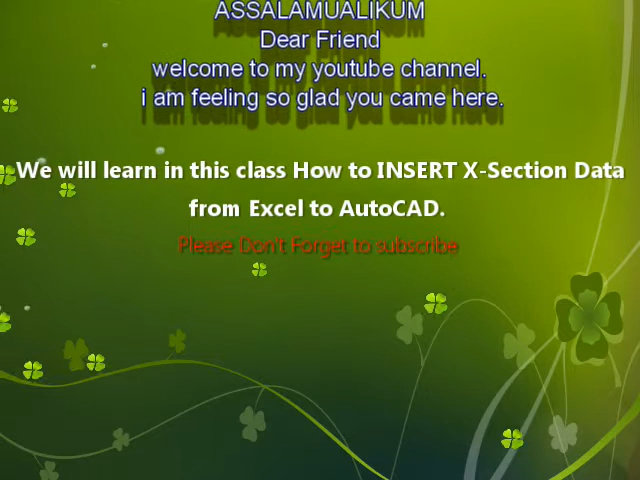 ASSALAMUALIKUM
Dear Friend
welcome to my youtube channel.
i am feeling so glad you came here.
We will learn in this class How to INSERT X-Section Data
from Excel to AutoCAD.
Please Don't Forget to subscribe